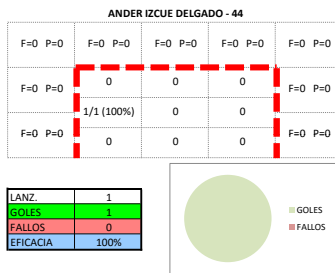 ANDER IZCUE DELGADO - 44
F=0 P=0 F=0 P=0 F=0 P=0 F=0 P=0 F=0 P=0
F=0 P=0 0 0 0 F=0 P=0
1/1 (100%) 0 0
F=0 P=0 0 0 0 F=0 P=0
LANZ. 1
GOLES 1
FALLOS 0
EFICACIA 100%
GOLES
FALLOS